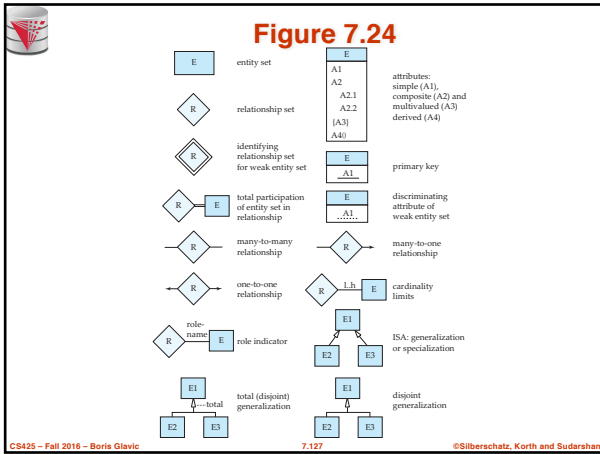 Figure 7.24
E
entity set
R
relationship set
R
identifying
relationship set
for weak entity set
R
E
total participation
of entity set in
relationship
R
many-to-many
relationship
R
one-to-one
relationship
role-
name
R
E
role indicator
E1
total
E2
E3
total (disjoint)
generalization
E
A1
A2
A2.1
A2.2
{A3}
A4()
attributes:
simple (A1),
composite (A2) and
multivalued (A3)
derived (A4)
E
A1
primary key
E
A1
discriminating
attribute of
weak entity set
R
many-to-one
relationship
R
l..h
E
cardinality
limits
E1
E2
E3
ISA: generalization
or specialization
E1
E2
E3
disjoint
generalization
CS425 – Fall 2016 – Boris Glavic
7.127
©Silberschatz, Korth and Sudarshan